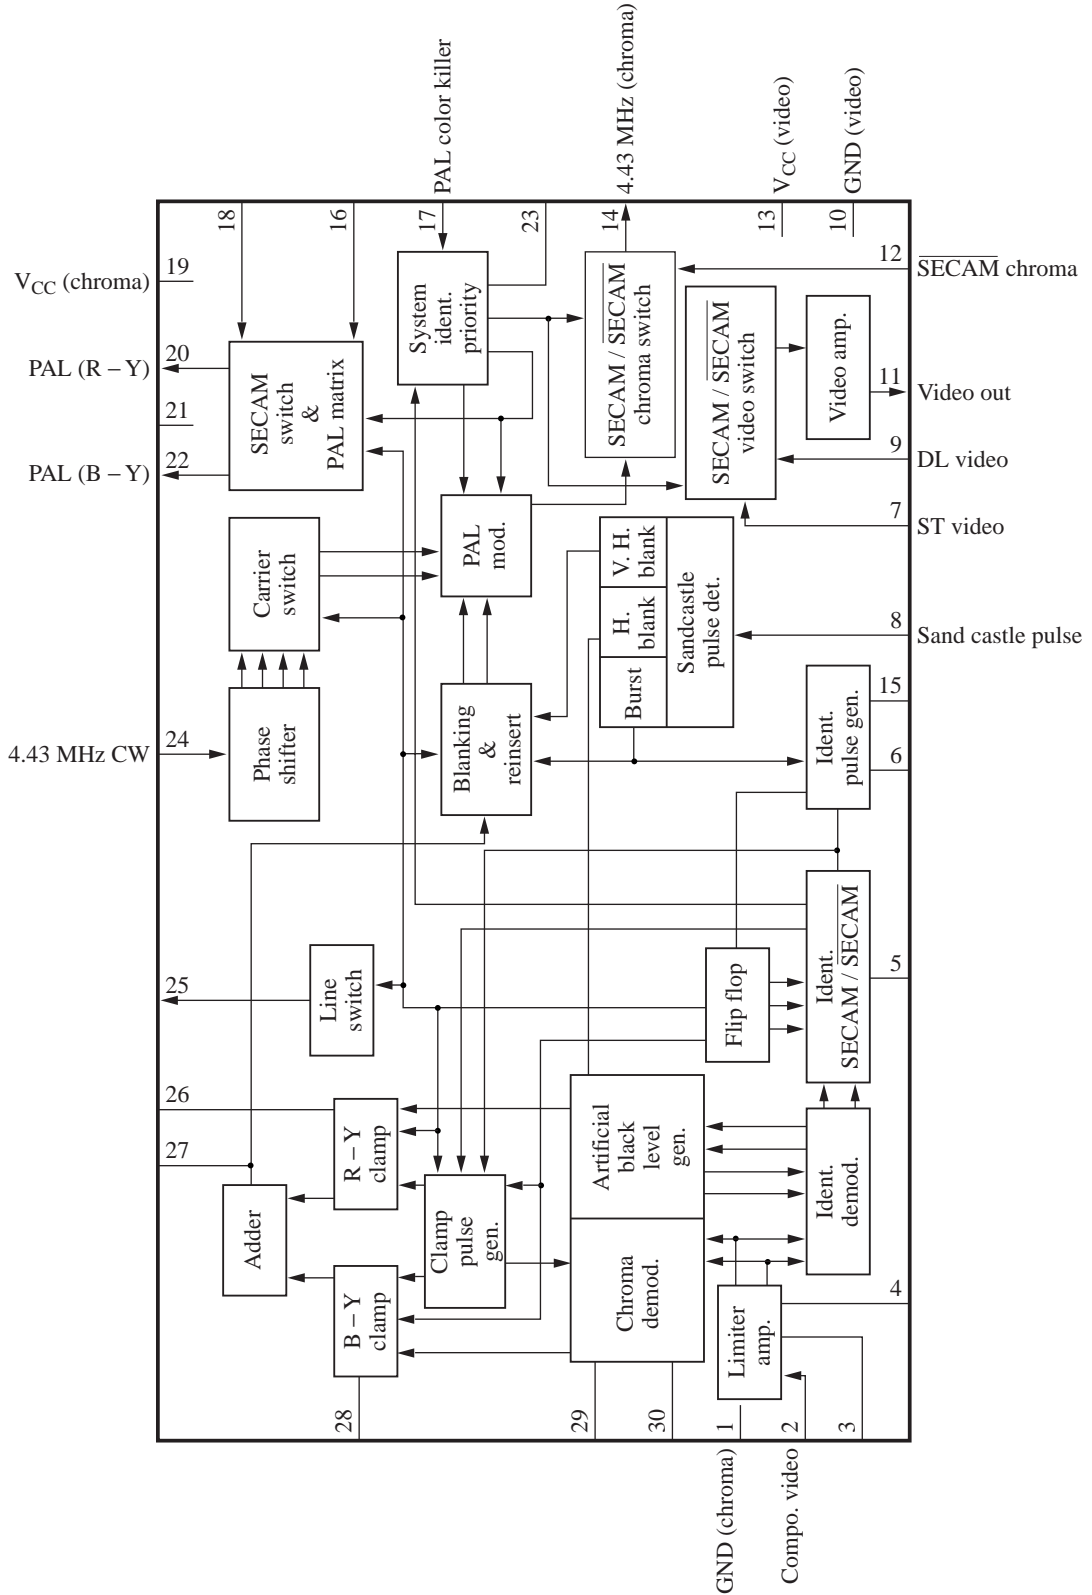 PAL color killer
4.43 MHz (chroma)
VCC (video)
GND (video)
18
16
17
23
14
13
10
VCC (chroma)
19
12
SECAM chroma
PAL (R – Y)
20
SECAM
switch
&
PAL matrix
System
ident.
priority
SECAM / SECAM
chroma switch
SECAM / SECAM
video switch
Video amp.
11
Video out
21
PAL (B – Y)
22
9
DL video
7
ST video
Carrier
switch
PAL
mod.
V. H.
blank
H.
blank
Burst
Sandcastle
pulse det.
8
Sand castle pulse
4.43 MHz CW
24
Phase
shifter
Blanking
&
reinsert
Ident.
pulse gen.
15
6
25
Line
switch
Flip flop
Ident.
SECAM / SECAM
5
26
27
Adder
R – Y
clamp
B – Y
clamp
Clamp
pulse
gen.
Artificial
black
level
gen.
Chroma
demod.
Ident.
demod.
Limiter
amp.
4
28
29
30
1
2
3
GND (chroma)
Compo. video